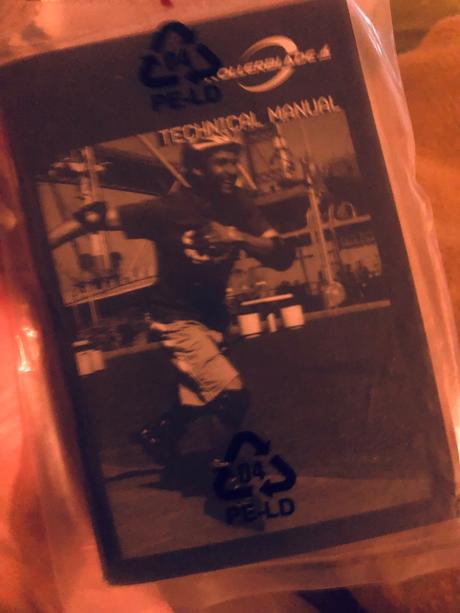 04
PE-LD
ROLLERBLADE
TECHNICAL MANUAL
04
PE-LD